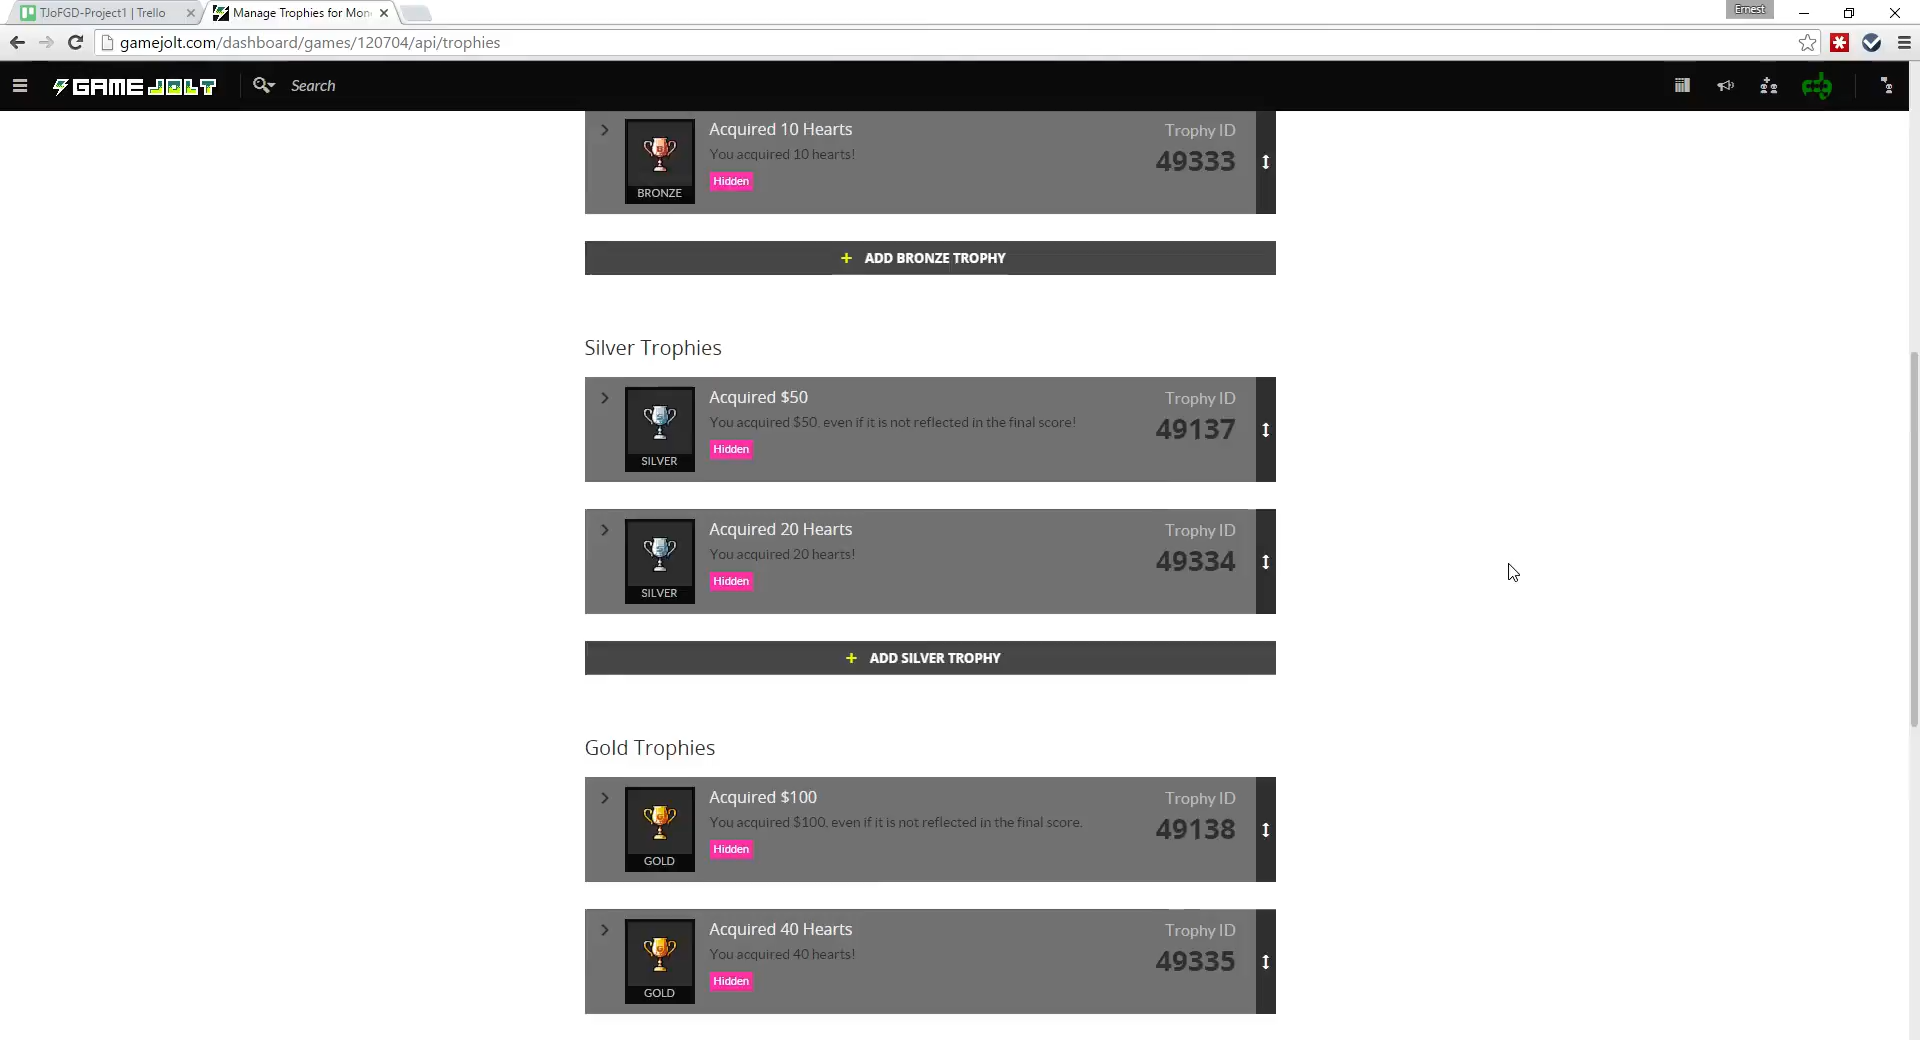 TJoFGD-Project1 | Trello
Manage Trophies for Mon
Ernest
gamejolt.com/dashboard/games/120704/api/trophies
GAME JOLT
Search
Acquired 10 Hearts
You acquired 10 hearts!
Hidden
BRONZE
Trophy ID
49333
+ ADD BRONZE TROPHY
Silver Trophies
Acquired $50
You acquired $50, even if it is not reflected in the final score!
Hidden
SILVER
Trophy ID
49137
Acquired 20 Hearts
You acquired 20 hearts!
Hidden
SILVER
Trophy ID
49334
+ ADD SILVER TROPHY
Gold Trophies
Acquired $100
You acquired $100, even if it is not reflected in the final score.
Hidden
GOLD
Trophy ID
49138
Acquired 40 Hearts
You acquired 40 hearts!
Hidden
GOLD
Trophy ID
49335